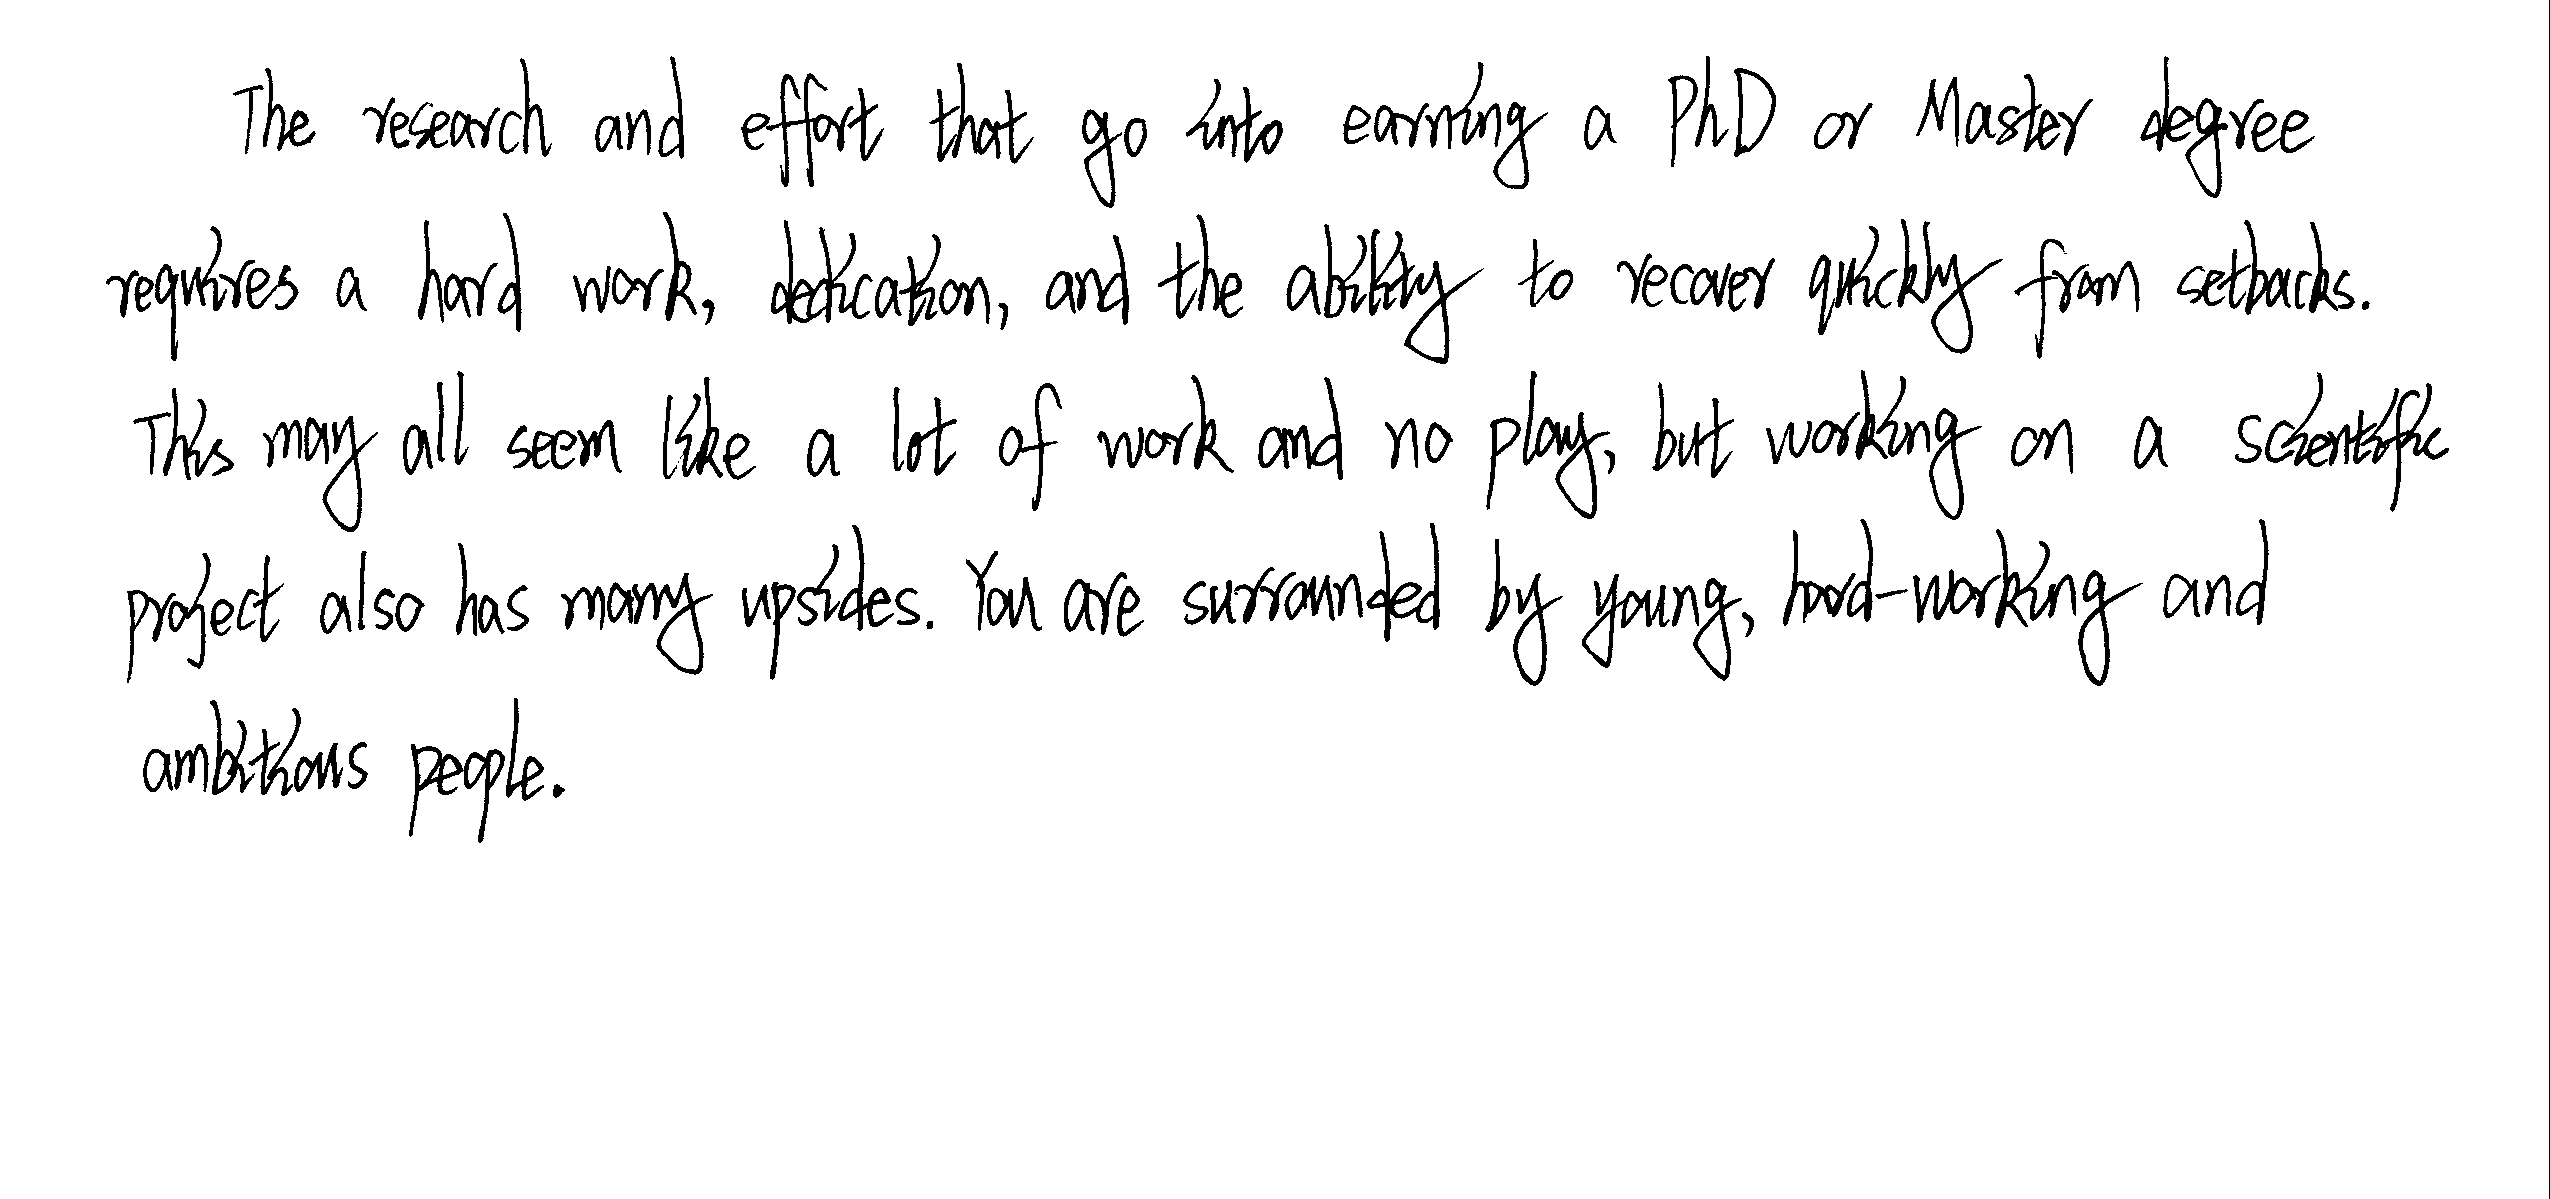 The research and effort that go into earning a PhD or Master degree
requires a hard work, dedication, and the ability to recover quickly from setbacks.
This may all seem like a lot of work and no play, but working on a scientific
project also has many upsides. You are surrounded by young, hard-working and
ambitious people.